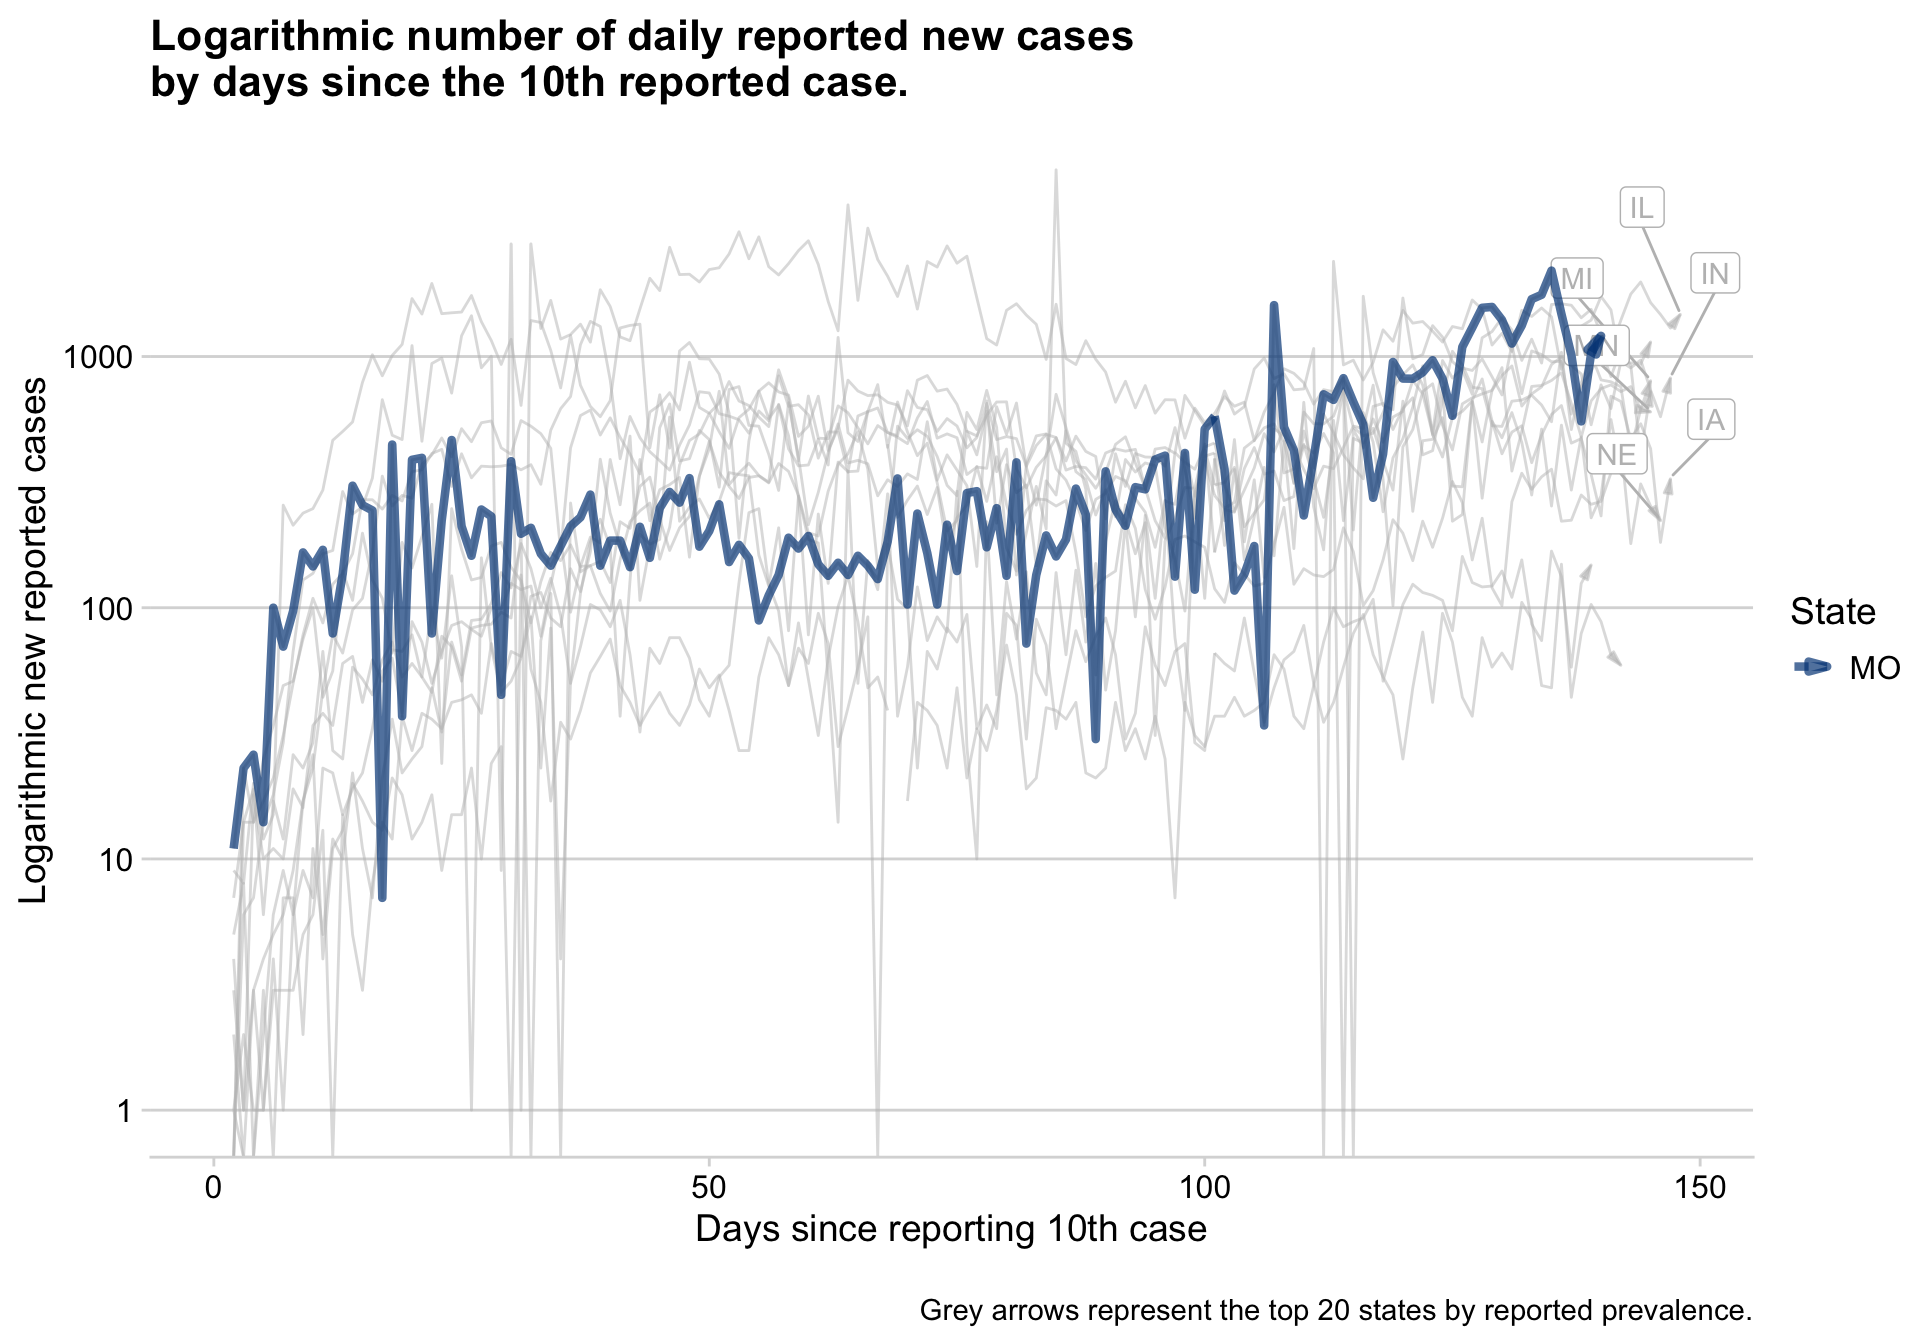 Logarithmic number of daily reported new cases
by days since the 10th reported case.
Logarithmic new reported cases
1000
100
10
1
IL
MI
IN
MN
IA
NE
State
MO
0
50
100
150
Days since reporting 10th case
Grey arrows represent the top 20 states by reported prevalence.